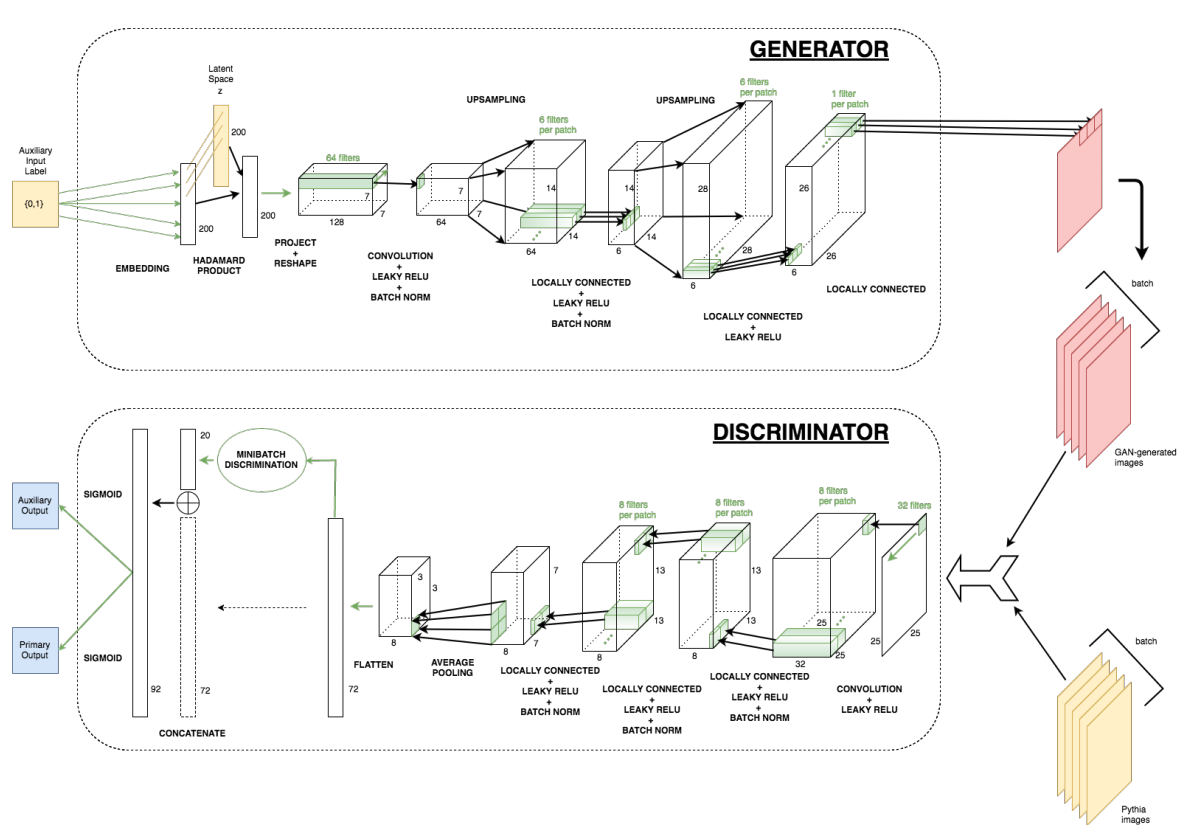 GENERATOR
Latent
Space
z
200
Auxiliary
Input
Label
{0,1}
200
200
EMBEDDING
HADAMARD
PRODUCT
64 filters
7
7
128
PROJECT
+
RESHAPE
7
7
64
CONVOLUTION
+
LEAKY RELU
+
BATCH NORM
UPSAMPLING
6 filters
per patch
14
14
64
LOCALLY CONNECTED
+
LEAKY RELU
+
BATCH NORM
14
14
6
UPSAMPLING
6 filters
per patch
28
28
6
LOCALLY CONNECTED
+
LEAKY RELU
1 filter
per patch
26
26
6
LOCALLY CONNECTED
batch
GAN-generated
images
DISCRIMINATOR
Auxiliary
Output
Primary
Output
SIGMOID
SIGMOID
92
20
72
CONCATENATE
MINIBATCH
DISCRIMINATION
72
FLATTEN
3
3
8
AVERAGE
POOLING
7
7
8
LOCALLY CONNECTED
+
LEAKY RELU
+
BATCH NORM
8 filters
per patch
13
13
8
LOCALLY CONNECTED
+
LEAKY RELU
+
BATCH NORM
8 filters
per patch
13
13
8
LOCALLY CONNECTED
+
LEAKY RELU
+
BATCH NORM
8 filters
per patch
25
25
32
CONVOLUTION
+
LEAKY RELU
32 filters
25
25
batch
Pythia
images